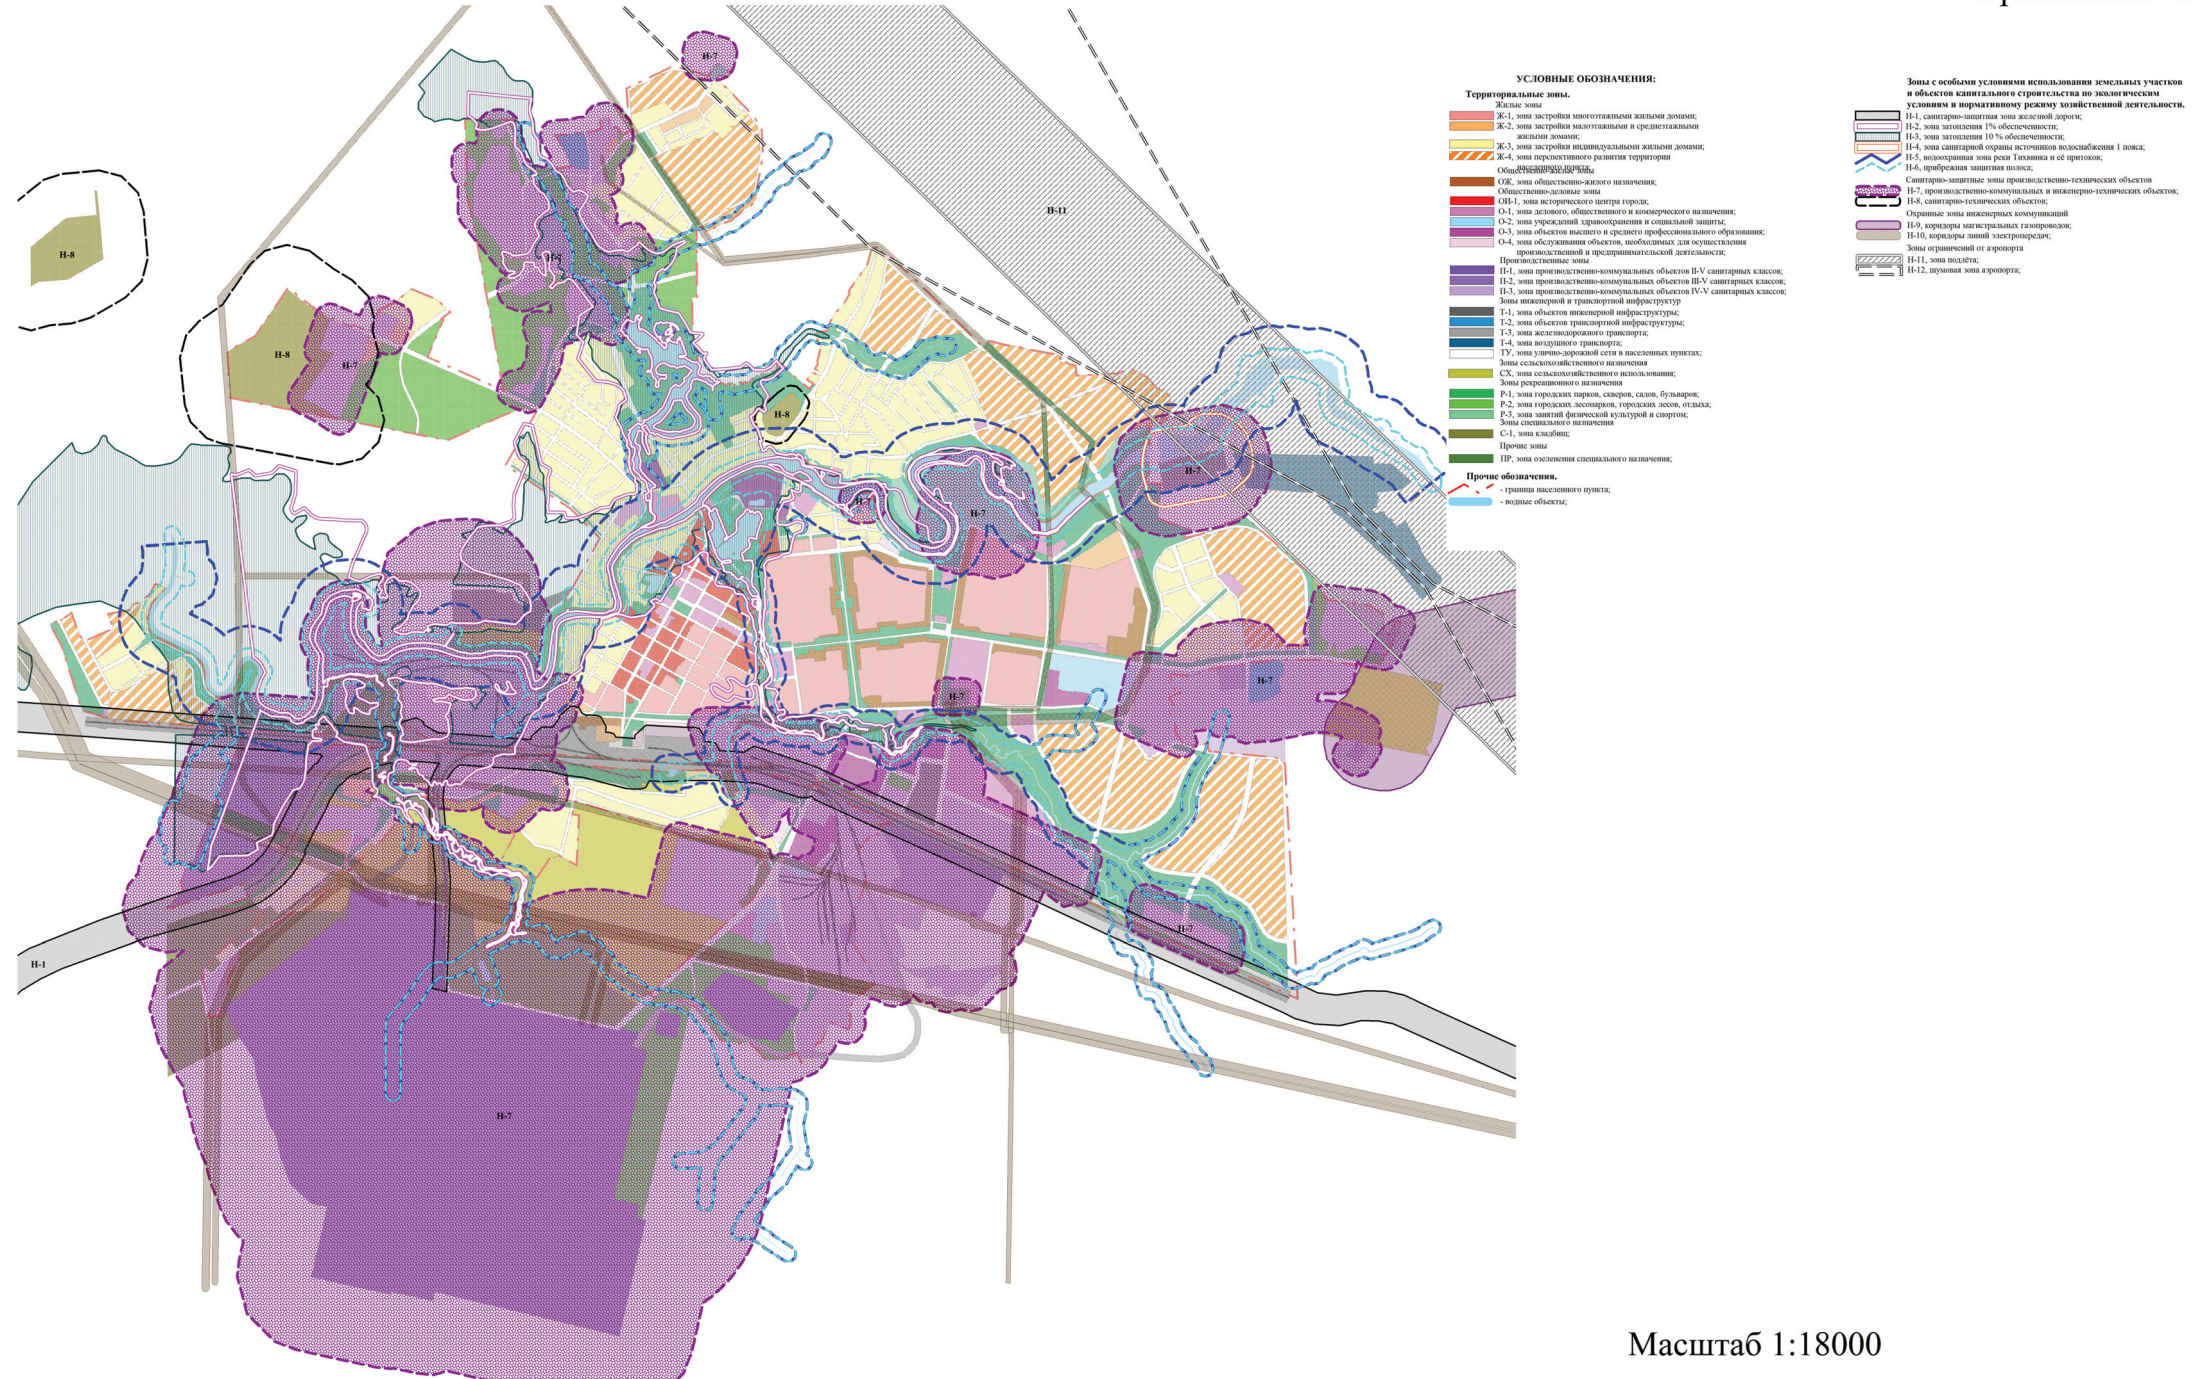 УСЛОВНЫЕ ОБОЗНАЧЕНИЯ:
Территориальные зоны.
Жилые зоны
Ж-1, зона застройки многоэтажными жилыми домами;
Ж-2, зона застройки малоэтажными и среднеэтажными
жилыми домами;
Ж-3, зона застройки индивидуальными жилыми домами;
Ж-4, зона перспективного развития территории
населенного пункта;
Общественно-жилые зоны
ОЖ, зона общественно-жилого назначения;
Общественно-деловые зоны
ОИ-1, зона исторического центра города;
О-1, зона делового, общественного и коммерческого назначения;
О-2, зона учреждений здравоохранения и социальной защиты;
О-3, зона объектов высшего и среднего профессионального образования;
О-4, зона обслуживания объектов, необходимых для осуществления
производственной и предпринимательской деятельности;
Производственные зоны
П-1, зона производственно-коммунальных объектов II-V санитарных классов;
П-2, зона производственно-коммунальных объектов III-V санитарных классов;
П-3, зона производственно-коммунальных объектов IV-V санитарных классов;
Зоны инженерной и транспортной инфраструктур
Т-1, зона объектов инженерной инфраструктуры;
Т-2, зона объектов транспортной инфраструктуры;
Т-3, зона железнодорожного транспорта;
Т-4, зона воздушного транспорта;
ТУ, зона улично-дорожной сети в населенных пунктах;
Зоны сельскохозяйственного назначения
СХ, зона сельскохозяйственного использования;
Зоны рекреационного назначения
Р-1, зона городских парков, скверов, садов, бульваров;
Р-2, зона городских лесопарков, городских лесов, отдыха;
Р-3, зона занятий физической культурой и спортом;
Зоны специального назначения
С-1, зона кладбищ;
Прочие зоны
ПР, зона озеленения специального назначения;
Прочие обозначения.
- граница населенного пункта;
- водные объекты;
Зоны с особыми условиями использования земельных участков
и объектов капитального строительства по экологическим
условиям и нормативному режиму хозяйственной деятельности.
Н-1, санитарно-защитная зона железной дороги;
Н-2, зона затопления 1% обеспеченности;
Н-3, зона затопления 10 % обеспеченности;
Н-4, зона санитарной охраны источников водоснабжения 1 пояса;
Н-5, водоохранная зона реки Тихвинка и её притоков;
Н-6, прибрежная защитная полоса;
Санитарно-защитные зоны производственно-технических объектов
Н-7, производственно-коммунальных и инженерно-технических объектов;
Н-8, санитарно-технических объектов;
Охранные зоны инженерных коммуникаций
Н-9, коридоры магистральных газопроводов;
Н-10, коридоры линий электропередач;
Зоны ограничений от аэропорта
Н-11, зона подлёта;
Н-12, шумовая зона аэропорта;
Н-7
Н-11
Н-8
Н-7
Н-8
Н-7
Н-8
Н-7
Н-7
Н-7
Н-7
Н-7
Н-7
Н-1
Н-7
Масштаб 1:18000